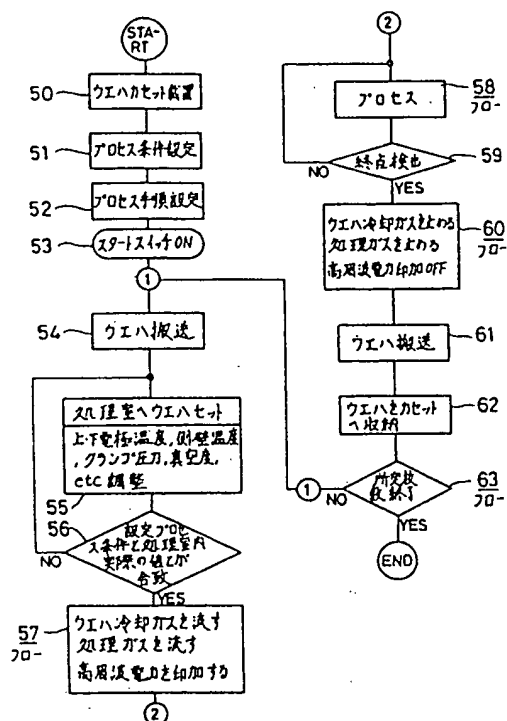 STA-
RT
50
ウエハカセット載置
51
プロセス条件設定
52
プロセス手順設定
53
スタートスイッチON
1
54
ウエハ搬送
処理室へウエハセット
上・下電極温度, 側壁温度
, クランプ圧力, 真空度,
etc 調整
55
56
設定プロセ
ス条件と処理室内
実際の値とが
合致
NO
YES
57
フロー
ウエハ冷却ガスを流す
処理ガスを流す
高周波電力を印加する
2
2
プロセス
58
フロー
終点検出
59
NO
YES
ウエハ冷却ガスを止める
処理ガスを止める
高周波電力印加OFF
60
フロー
ウエハ搬送
61
ウエハをカセット
へ収納
62
所定枚
数終了
63
フロー
1
NO
YES
END